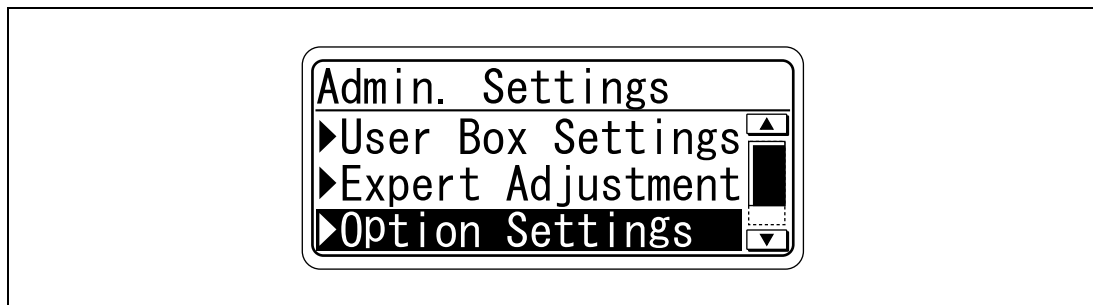 Admin. Settings
▶User Box Settings
▶Expert Adjustment
▶Option Settings